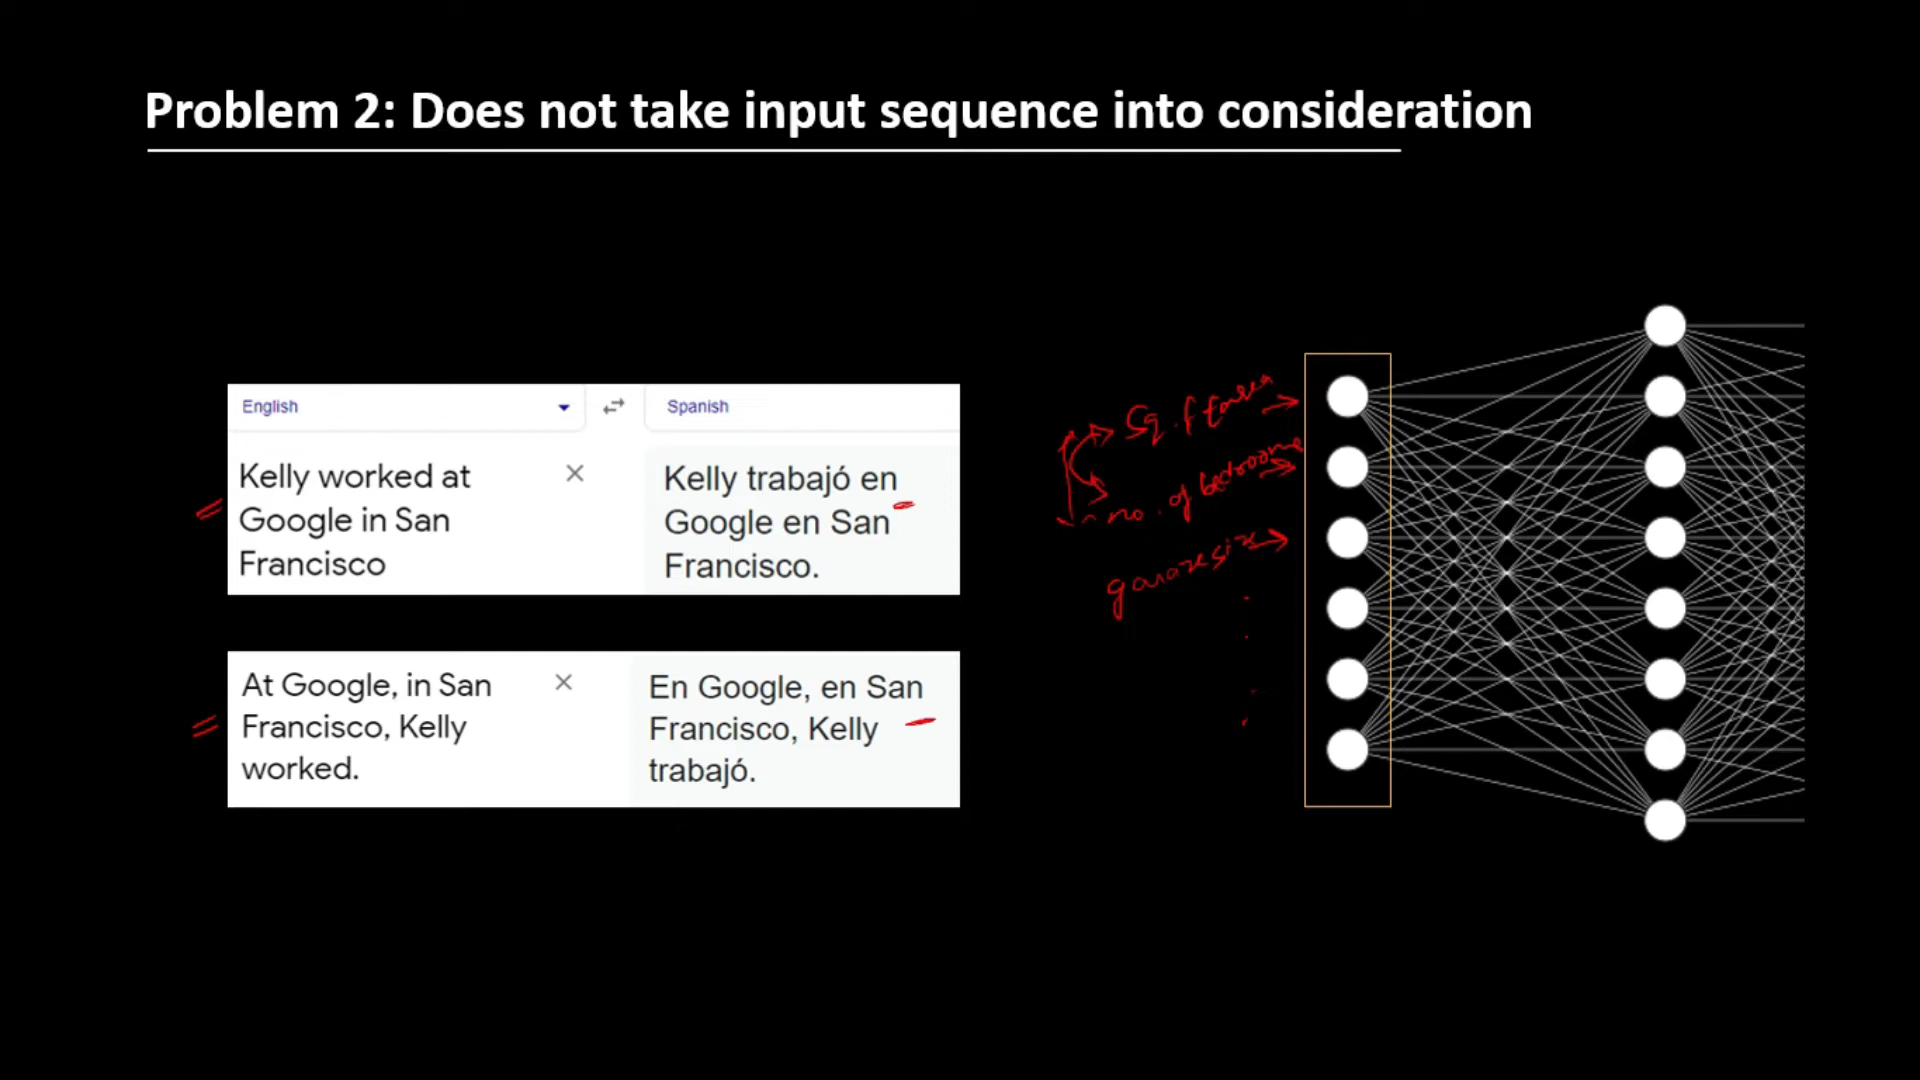 Problem 2: Does not take input sequence into consideration
English
Spanish
Kelly worked at
Google in San
Francisco
Kelly trabajó en
Google en San
Francisco.
At Google, in San
Francisco, Kelly
worked.
En Google, en San
Francisco, Kelly
trabajó.
Sq. ft area
no. of bedrooms
garage size